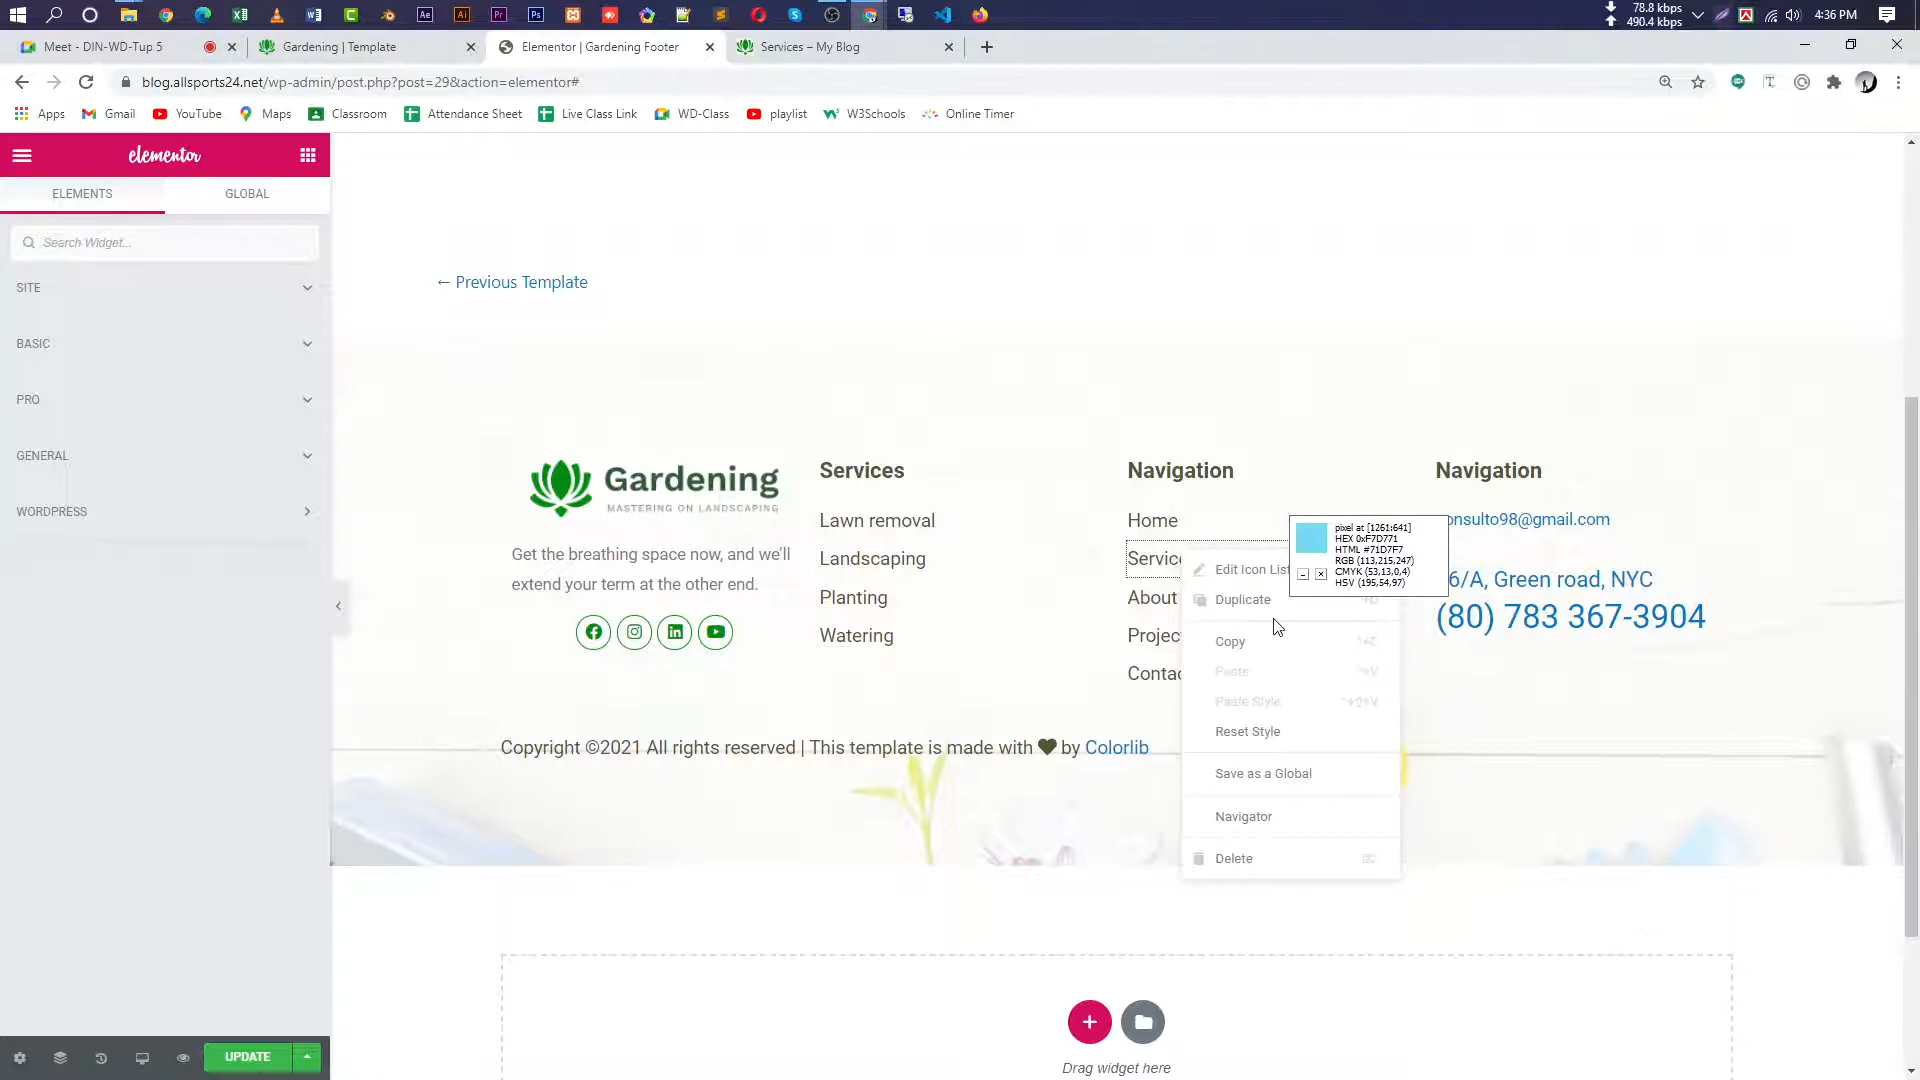 78.8 kbps
490.4 kbps
4:36 PM
Meet - DIN-WD-Tup 5
Gardening | Template
Elementor | Gardening Footer
Services – My Blog
blog.allsports24.net/wp-admin/post.php?post=29&action=elementor#
Apps
Gmail
YouTube
Maps
Classroom
Attendance Sheet
Live Class Link
WD-Class
playlist
W3Schools
Online Timer
elementor
ELEMENTS
GLOBAL
Search Widget...
SITE
BASIC
PRO
GENERAL
WORDPRESS
UPDATE
← Previous Template
Gardening
MASTERING ON LANDSCAPING
Get the breathing space now, and we'll
extend your term at the other end.
Services
Lawn removal
Landscaping
Planting
Watering
Navigation
Home
Servic
About
Projec
Contac
Navigation
onsulto98@gmail.com
6/A, Green road, NYC
(80) 783 367-3904
pixel at [1261:641]
HEX 0xF7D771
HTML #71D7F7
RGB (113,215,247)
CMYK (53,13,0,4)
HSV (195,54,97)
Edit Icon List
Duplicate
Copy
Paste
Paste Style
Reset Style
Save as a Global
Navigator
Delete
Copyright ©2021 All rights reserved | This template is made with ♥ by Colorlib
Drag widget here